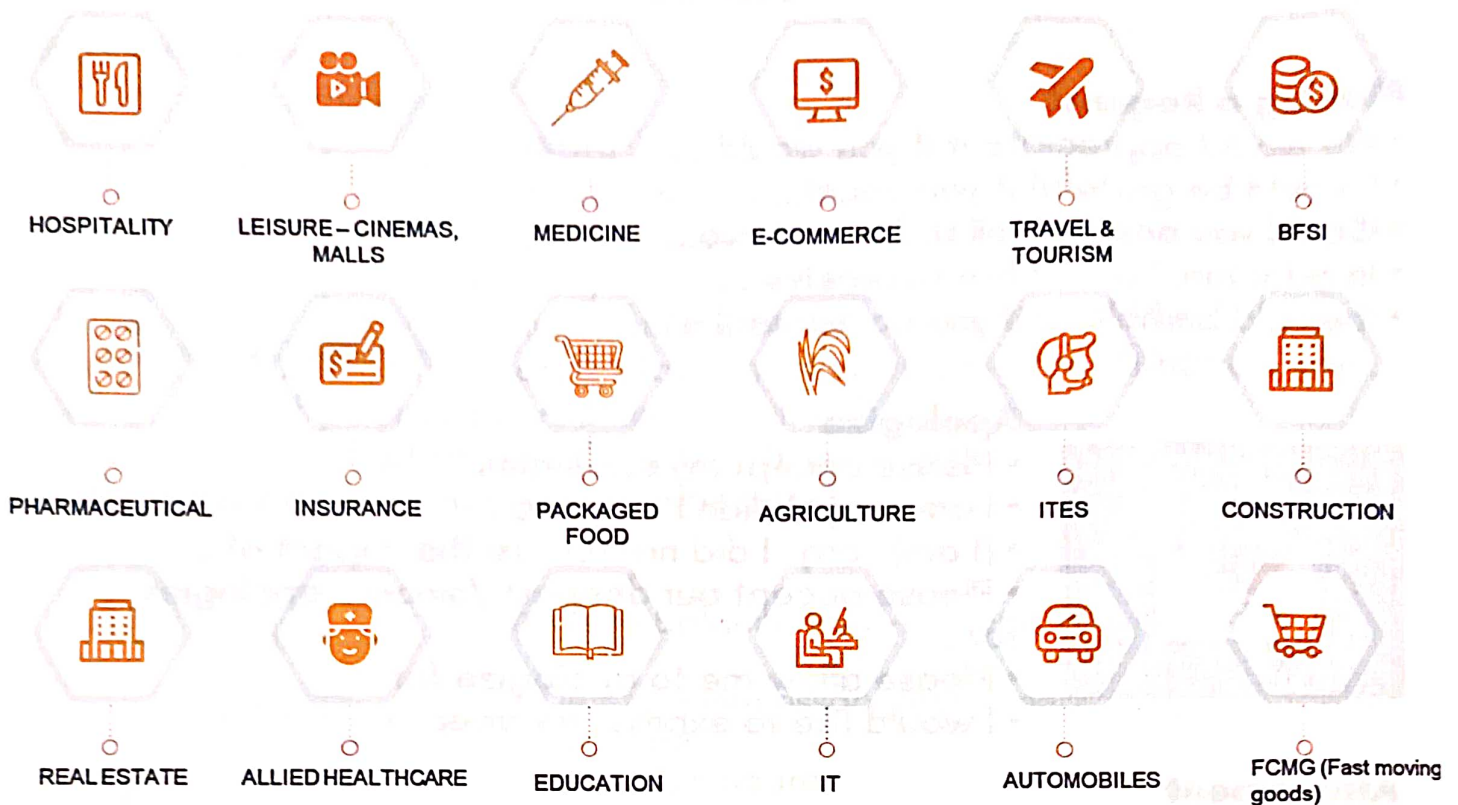 HOSPITALITY
LEISURE – CINEMAS,
MALLS
MEDICINE
E-COMMERCE
TRAVEL &
TOURISM
BFSI
PHARMACEUTICAL
INSURANCE
PACKAGED
FOOD
AGRICULTURE
ITES
CONSTRUCTION
REAL ESTATE
ALLIED HEALTHCARE
EDUCATION
IT
AUTOMOBILES
FCMG (Fast moving
goods)